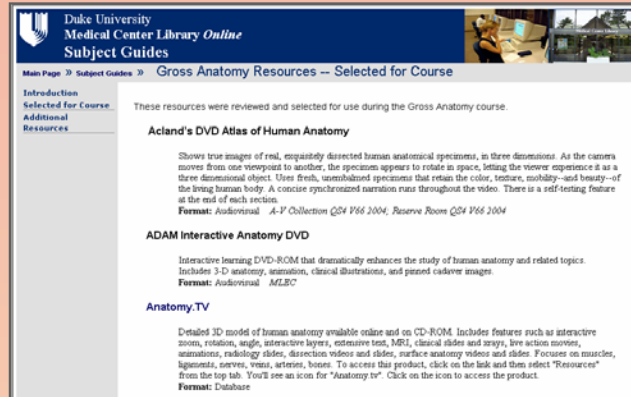 Duke University
Medical Center Library Online
Subject Guides
Main Page » Subject Guides » Gross Anatomy Resources -- Selected for Course
Introduction
Selected for Course
Additional
Resources
These resources were reviewed and selected for use during the Gross Anatomy course.
Acland's DVD Atlas of Human Anatomy
Shows true images of real, exquisitely dissected human anatomical specimens, in three dimensions. As the camera
moves from one viewpoint to another, the specimen appears to rotate in space, letting the viewer experience it as a
three dimensional object. Uses fresh, unembalmed specimens that retain the color, texture, mobility--and beauty--of
the living human body. A concise synchronized narration runs throughout the video. There is a self-testing feature
at the end of each section.
Format: Audiovisual A-V Collection QS4 V66 2004; Reserve Room QS4 V66 2004
ADAM Interactive Anatomy DVD
Interactive learning DVD-ROM that dramatically enhances the study of human anatomy and related topics.
Includes 3-D anatomy, animation, clinical illustrations, and pinned cadaver images.
Format: Audiovisual MLEC
Anatomy.TV
Detailed 3D model of human anatomy available online and on CD-ROM. Includes features such as interactive
zoom, rotation, angle, interactive layers, extensive text, MRI, clinical slides and xrays, live action movies,
animations, radiology slides, dissection videos and slides, surface anatomy videos and slides. Focuses on muscles,
ligaments, nerves, veins, arteries, bones. To access this product, click on the link and then select "Resources"
from the top tab. You'll see an icon for "Anatomy.tv". Click on the icon to access the product.
Format: Database